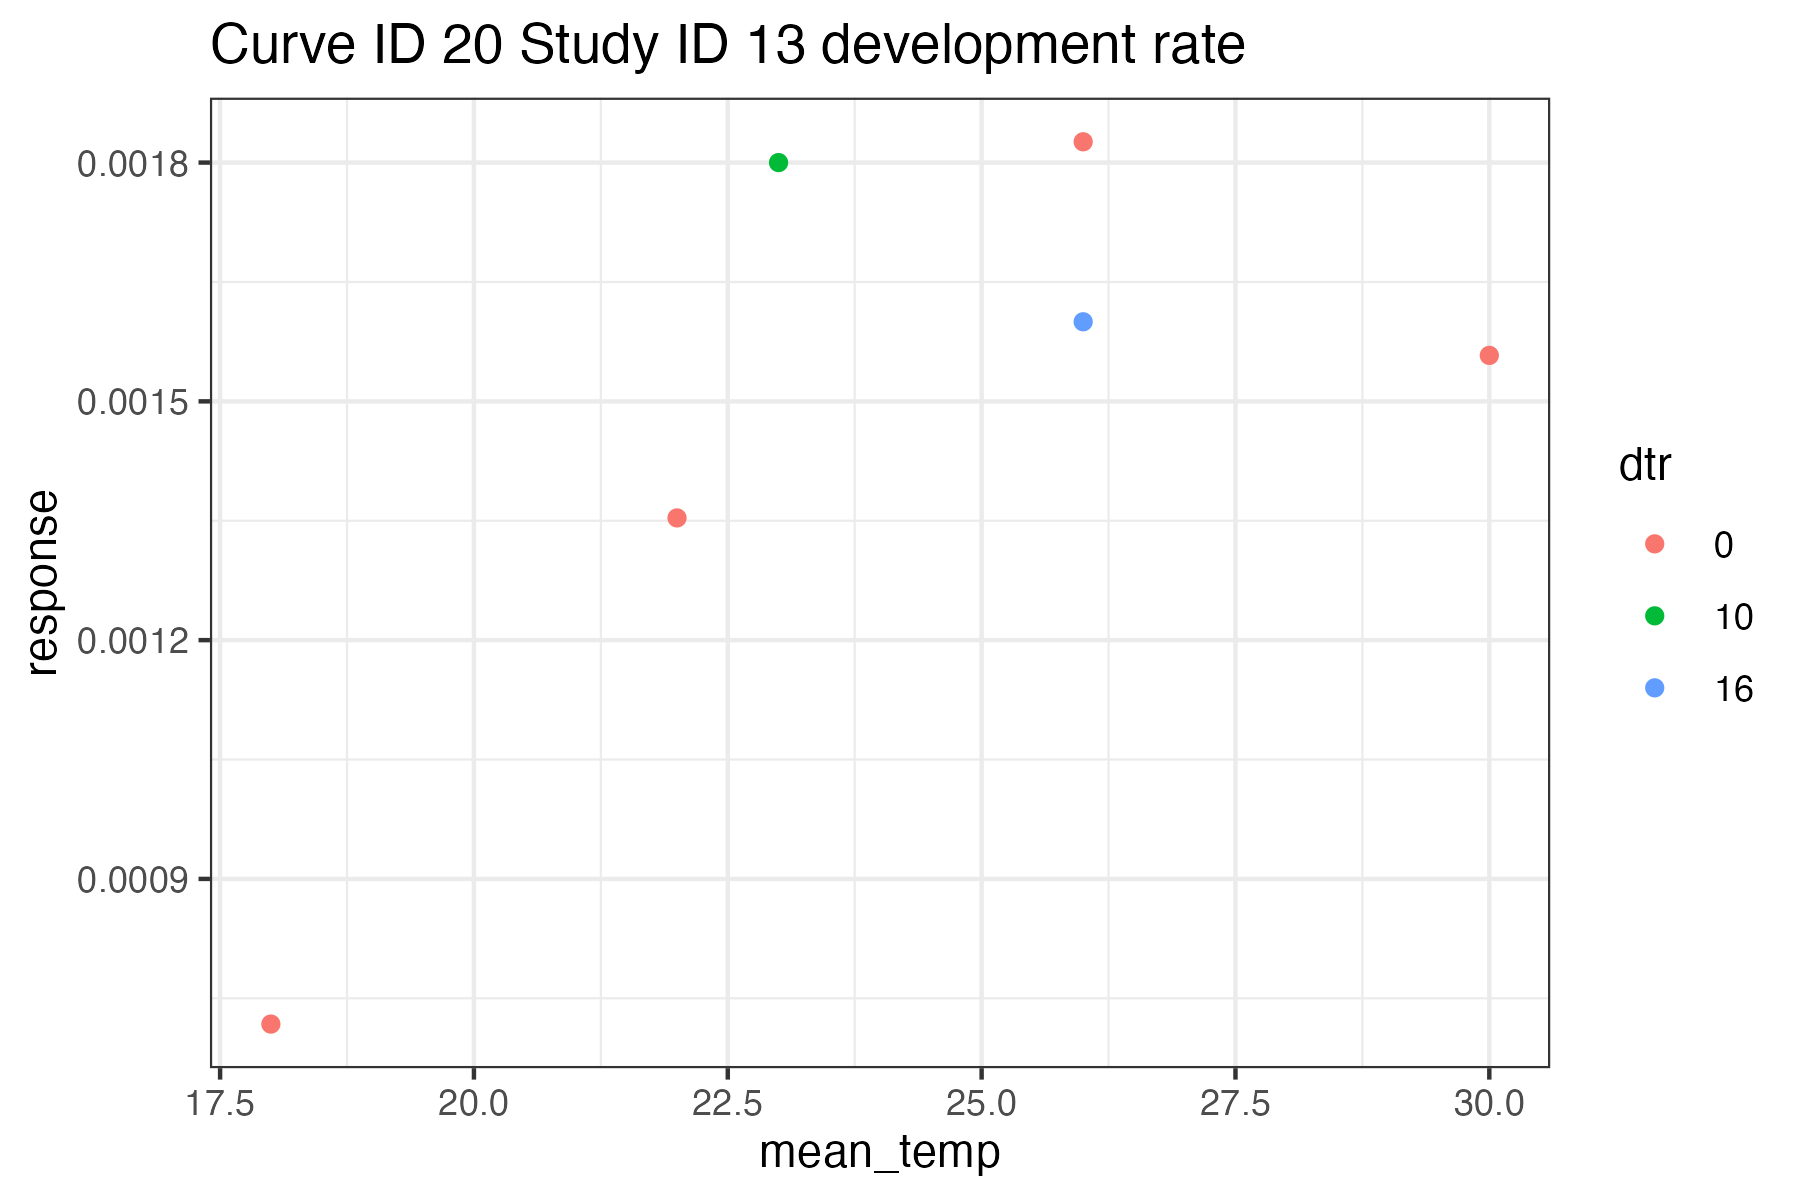 Curve ID 20 Study ID 13 development rate
0.0018
0.0015
0.0012
0.0009
response
17.5 20.0 22.5 25.0 27.5 30.0
mean_temp
dtr
0
10
16